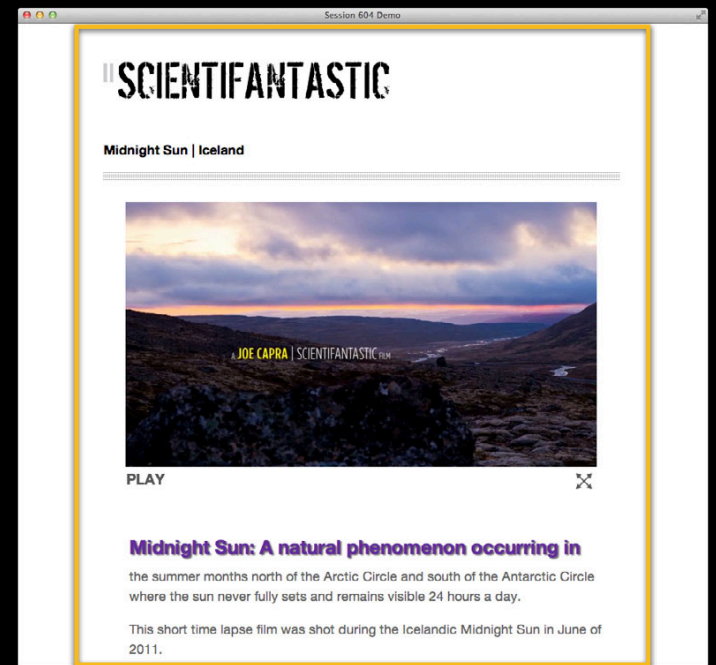 Session 604 Demo
SCIENTIFANTASTIC
Midnight Sun | Iceland
A JOE CAPRA | SCIENTIFANTASTIC FILM
PLAY
Midnight Sun: A natural phenomenon occurring in
the summer months north of the Arctic Circle and south of the Antarctic Circle
where the sun never fully sets and remains visible 24 hours a day.
This short time lapse film was shot during the Icelandic Midnight Sun in June of
2011.